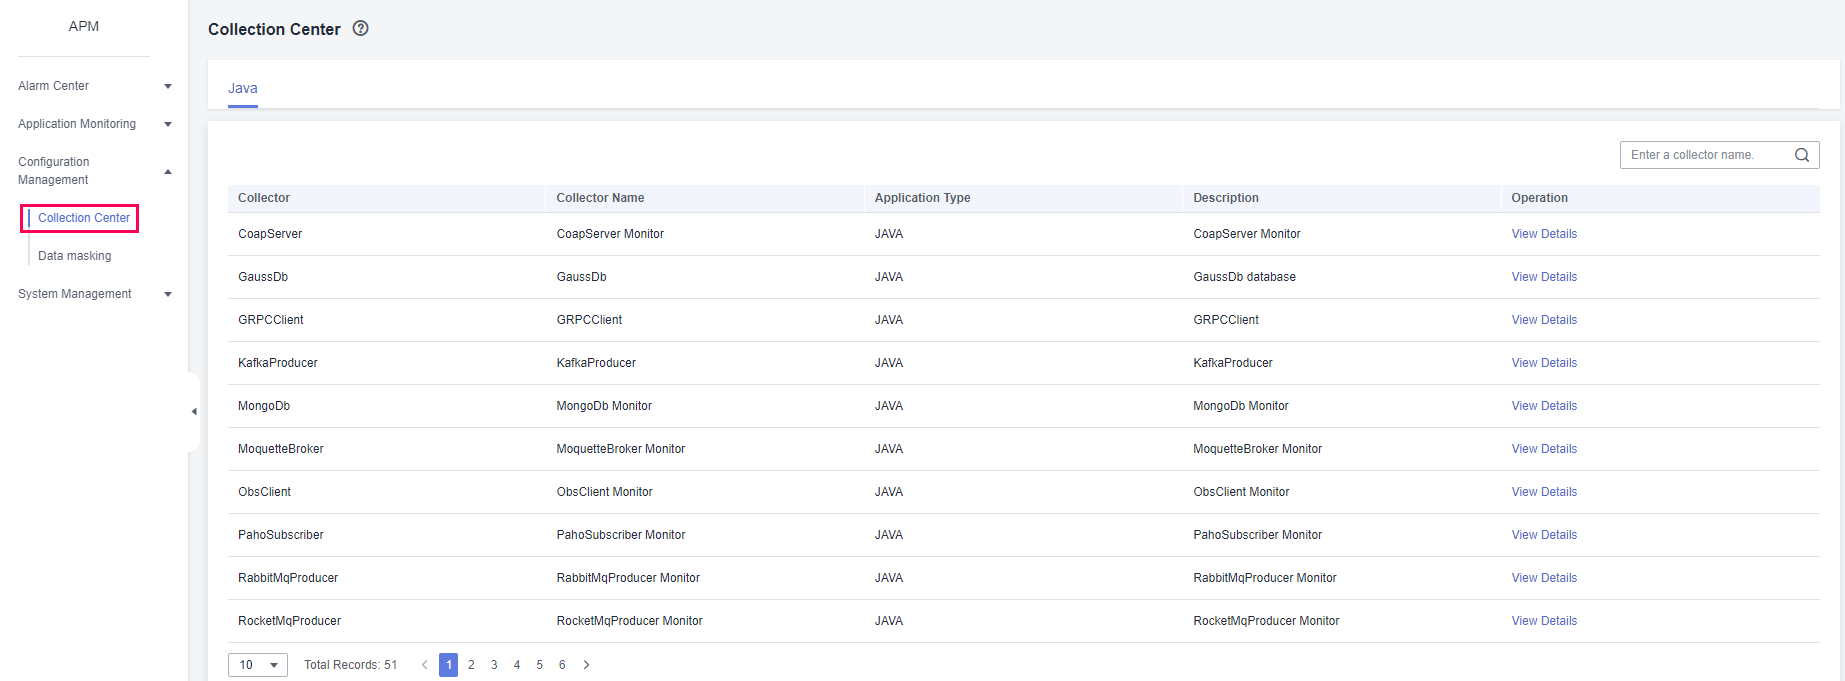 APM
Alarm Center
Application Monitoring
Configuration
Management
Collection Center
Data masking
System Management
Collection Center ?
Java
Enter a collector name.
Collector Collector Name Application Type Description Operation
CoapServer CoapServer Monitor JAVA CoapServer Monitor View Details
GaussDb GaussDb JAVA GaussDb database View Details
GRPCClient GRPCClient JAVA GRPCClient View Details
KafkaProducer KafkaProducer JAVA KafkaProducer View Details
MongoDb MongoDb Monitor JAVA MongoDb Monitor View Details
MoquetteBroker MoquetteBroker Monitor JAVA MoquetteBroker Monitor View Details
ObsClient ObsClient Monitor JAVA ObsClient Monitor View Details
PahoSubscriber PahoSubscriber Monitor JAVA PahoSubscriber Monitor View Details
RabbitMqProducer RabbitMqProducer Monitor JAVA RabbitMqProducer Monitor View Details
RocketMqProducer RocketMqProducer Monitor JAVA RocketMqProducer Monitor View Details
10 Total Records: 51 < 1 2 3 4 5 6 >